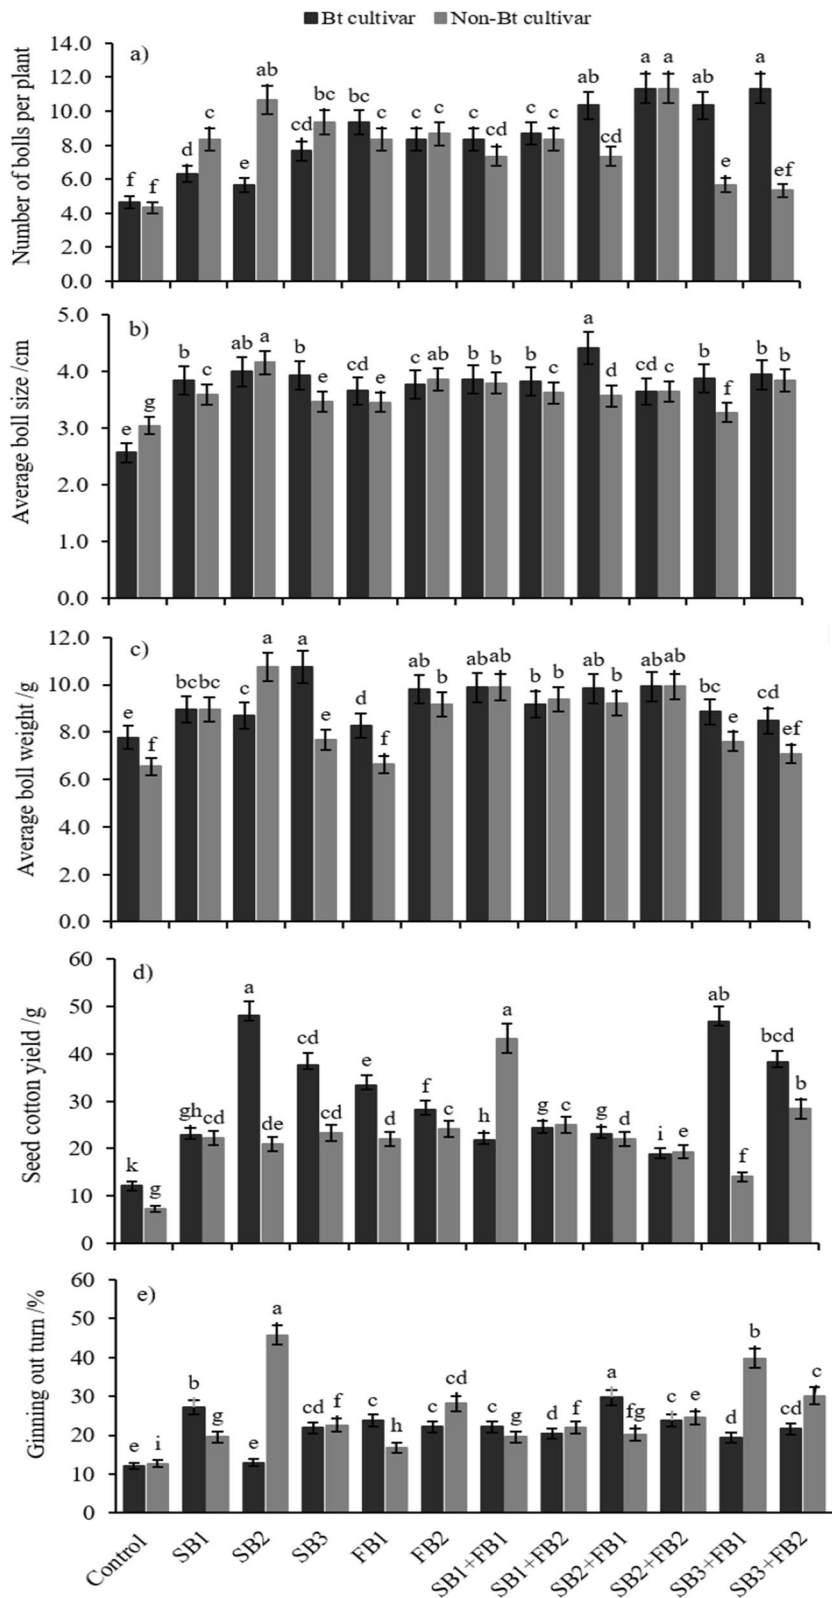 Bt cultivar Non-Bt cultivar
a)
Number of bolls per plant
14.0
12.0
10.0
8.0
6.0
4.0
2.0
0.0
f f d c e ab cd bc bc c c c c cd c c ab cd a a ab e a ef
b)
Average boll size /cm
5.0
4.0
3.0
2.0
1.0
0.0
e g b c ab a b e cd e c ab b b b c a d cd c b f b b
c)
Average boll weight /g
12.0
10.0
8.0
6.0
4.0
2.0
0.0
e f bc bc c a a e d f ab b ab ab b b ab b ab ab bc e cd ef
d)
Seed cotton yield /g
60
50
40
30
20
10
0
k g gh cd a de cd cd e d f c h a g c g d i e ab f bcd b
e)
Ginning out turn /%
60
50
40
30
20
10
0
e i b g e a cd f c h c cd c g d f a fg c e d b cd c
Control SB1 SB2 SB3 FB1 FB2 SB1+FB1 SB1+FB2 SB2+FB1 SB2+FB2 SB3+FB1 SB3+FB2